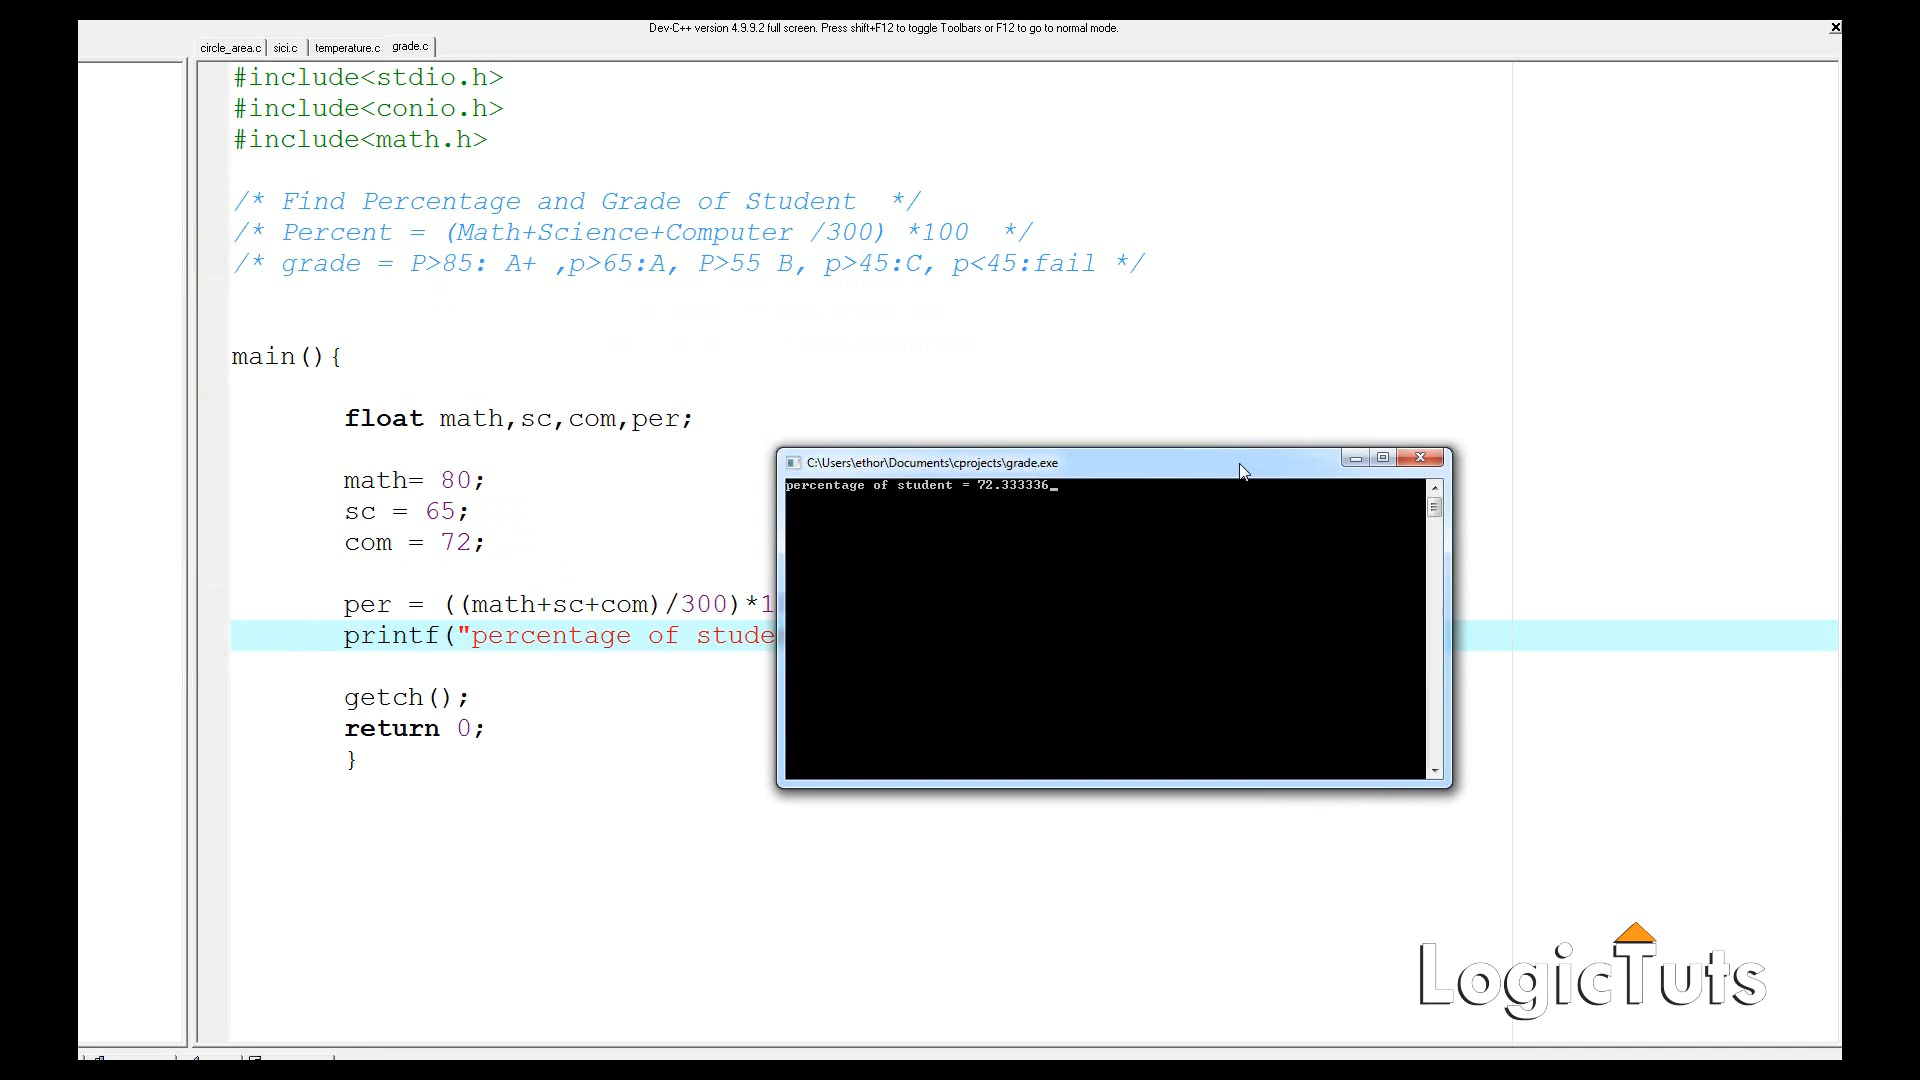 Dev-C++ version 4.9.9.2 full screen. Press shift+F12 to toggle Toolbars or F12 to go to normal mode.
circle_area.c sici.c temperature.c grade.c
#include<stdio.h>
#include<conio.h>
#include<math.h>
/* Find Percentage and Grade of Student  */
/* Percent = (Math+Science+Computer /300) *100  */
/* grade = P>85: A+ ,p>65:A, P>55 B, p>45:C, p<45:fail */
main(){
float math,sc,com,per;
math= 80;
sc = 65;
com = 72;
per = ((math+sc+com)/300)*1
printf("percentage of stude
getch();
return 0;
}
C:\Users\ethor\Documents\cprojects\grade.exe
percentage of student = 72.333336_
LogicTuts